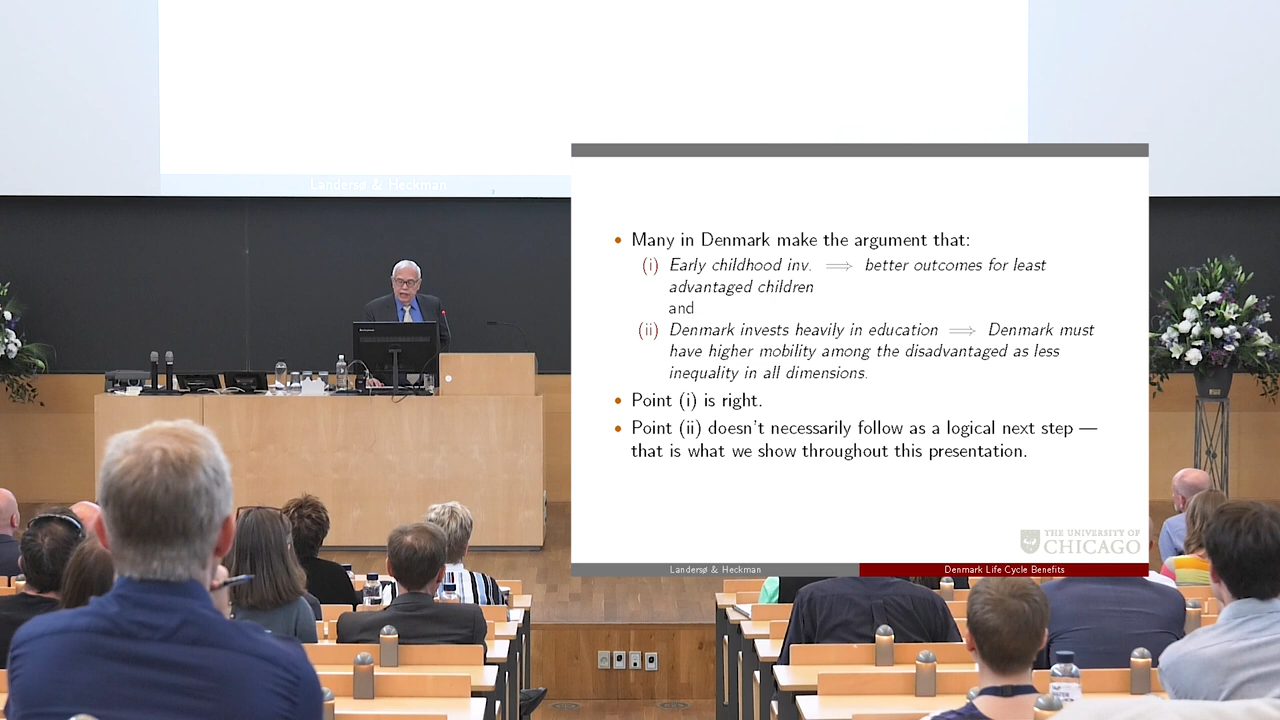 Landersø & Heckman
• Many in Denmark make the argument that:
(i) Early childhood inv. ⟹ better outcomes for least
advantaged children
and
(ii) Denmark invests heavily in education ⟹ Denmark must
have higher mobility among the disadvantaged as less
inequality in all dimensions.
• Point (i) is right.
• Point (ii) doesn't necessarily follow as a logical next step —
that is what we show throughout this presentation.
THE UNIVERSITY OF
CHICAGO
Landersø & Heckman
Denmark Life Cycle Benefits